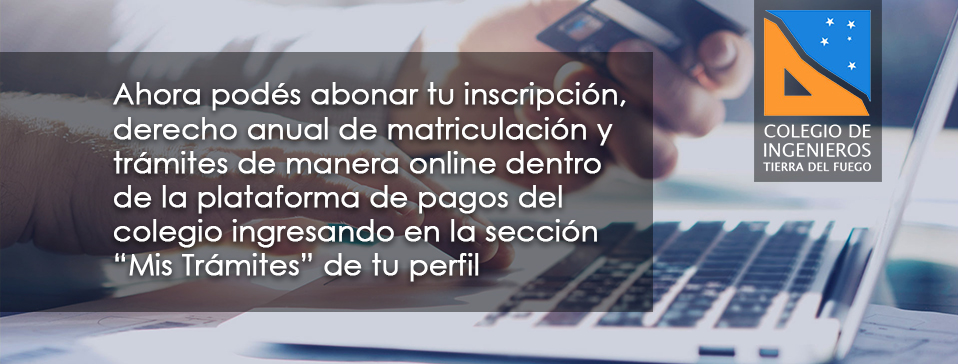 Ahora podés abonar tu inscripción,
derecho anual de matriculación y
trámites de manera online dentro
de la plataforma de pagos del
colegio ingresando en la sección
“Mis Trámites” de tu perfil
COLEGIO DE
INGENIEROS
TIERRA DEL FUEGO